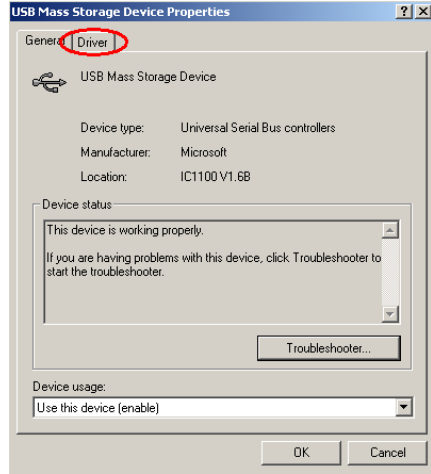 USB Mass Storage Device Properties
General Driver
USB Mass Storage Device
Device type: Universal Serial Bus controllers
Manufacturer: Microsoft
Location: IC1100 V1.6B
Device status
This device is working properly.
If you are having problems with this device, click Troubleshooter to
start the troubleshooter.
Troubleshooter...
Device usage:
Use this device (enable)
OK Cancel